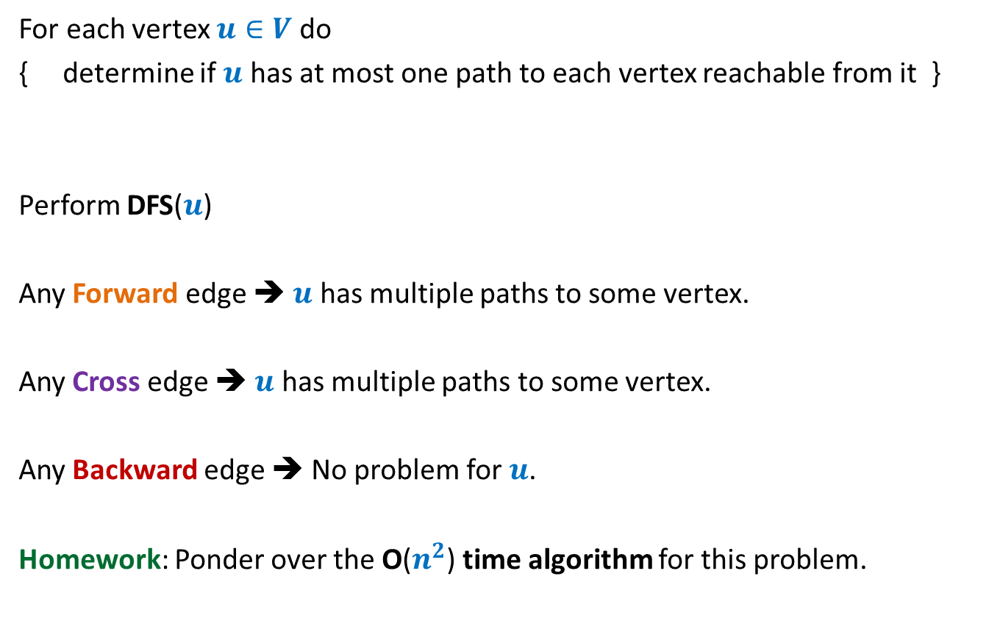 For each vertex u ∈ V do
{ determine if u has at most one path to each vertex reachable from it }
Perform DFS(u)
Any Forward edge ➔ u has multiple paths to some vertex.
Any Cross edge ➔ u has multiple paths to some vertex.
Any Backward edge ➔ No problem for u.
Homework: Ponder over the O(n²) time algorithm for this problem.